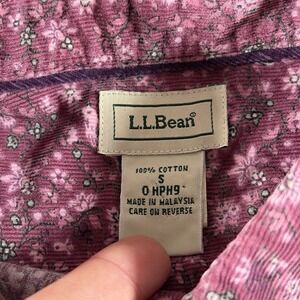 L.L.Bean®
100% COTTON
S
0 HPH9
MADE IN MALAYSIA
CARE ON REVERSE